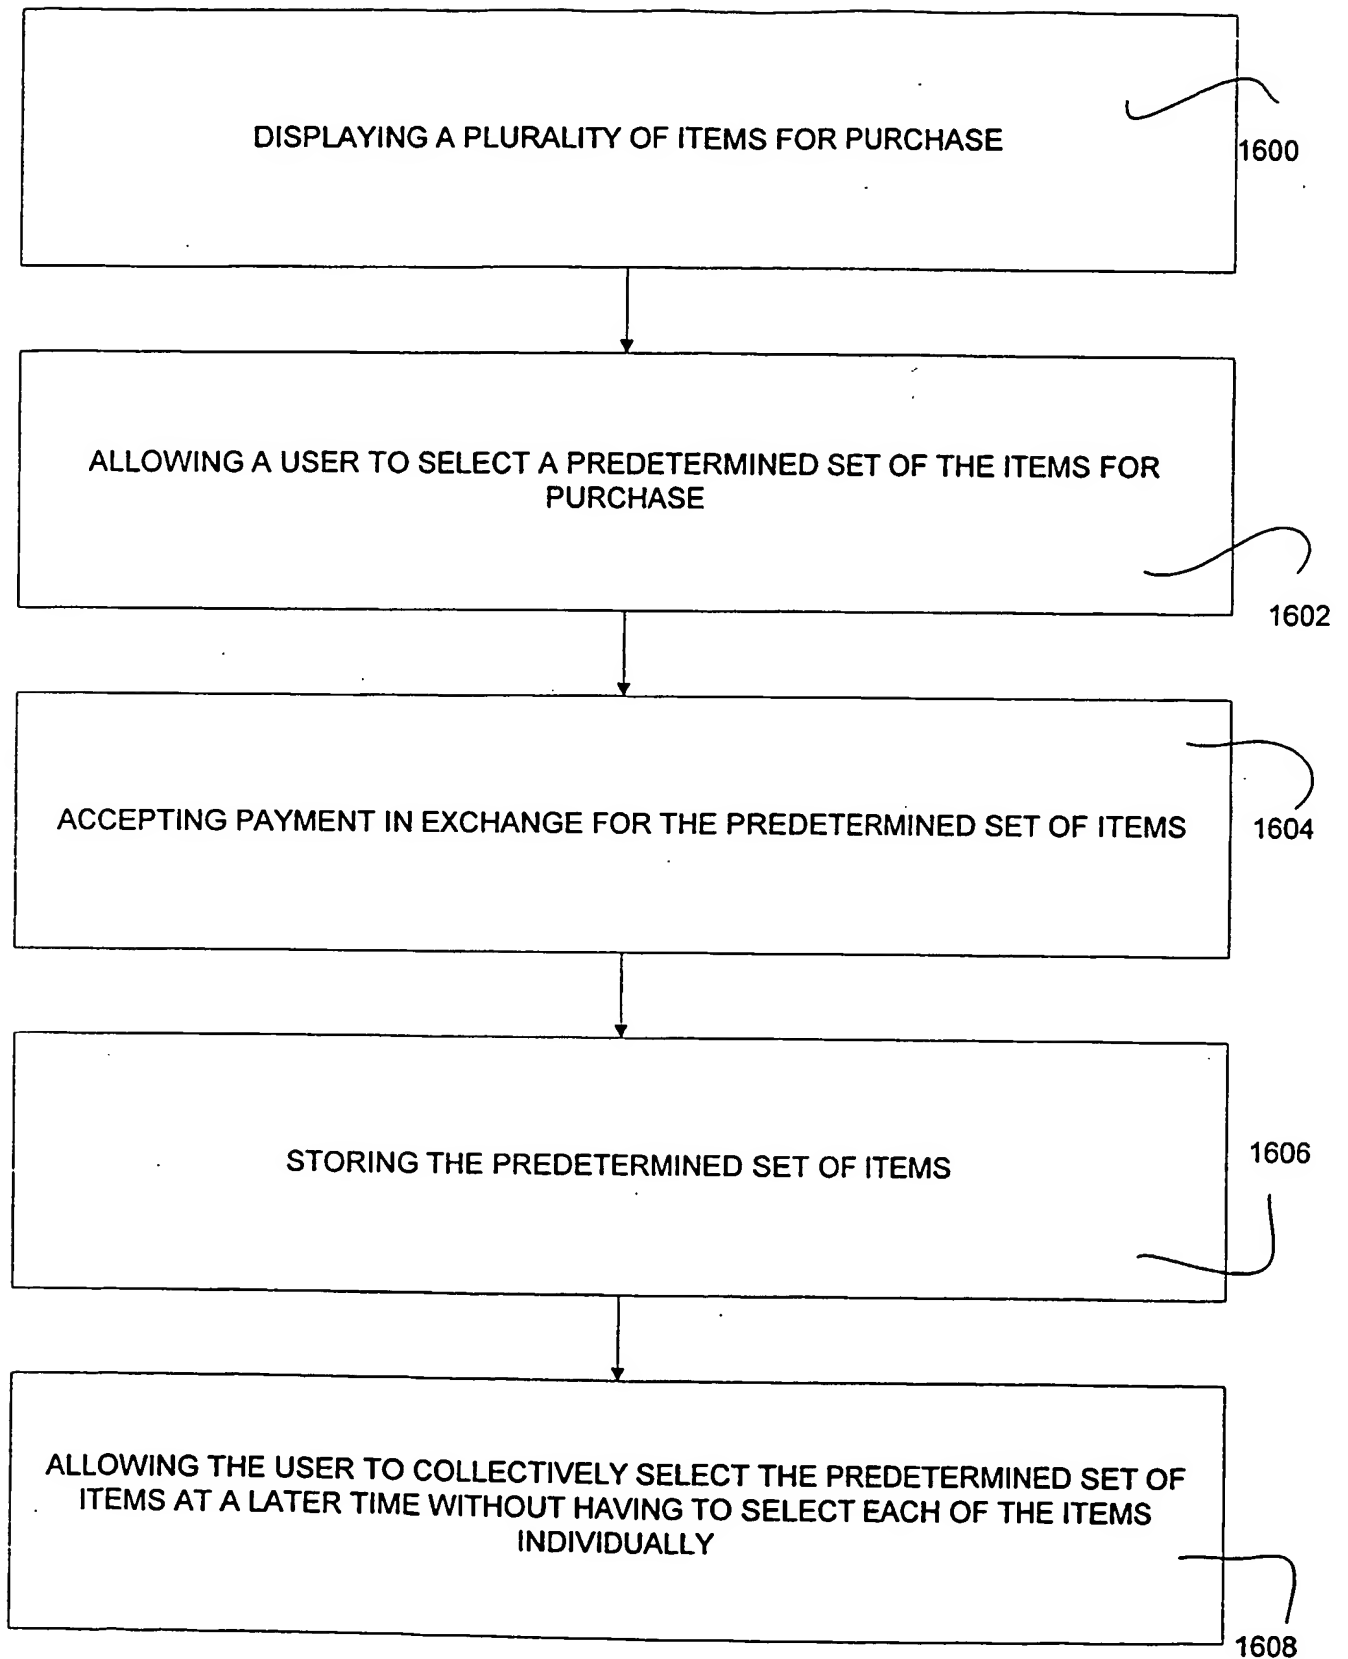 DISPLAYING A PLURALITY OF ITEMS FOR PURCHASE
1600
ALLOWING A USER TO SELECT A PREDETERMINED SET OF THE ITEMS FOR
PURCHASE
1602
ACCEPTING PAYMENT IN EXCHANGE FOR THE PREDETERMINED SET OF ITEMS
1604
STORING THE PREDETERMINED SET OF ITEMS
1606
ALLOWING THE USER TO COLLECTIVELY SELECT THE PREDETERMINED SET OF
ITEMS AT A LATER TIME WITHOUT HAVING TO SELECT EACH OF THE ITEMS
INDIVIDUALLY
1608